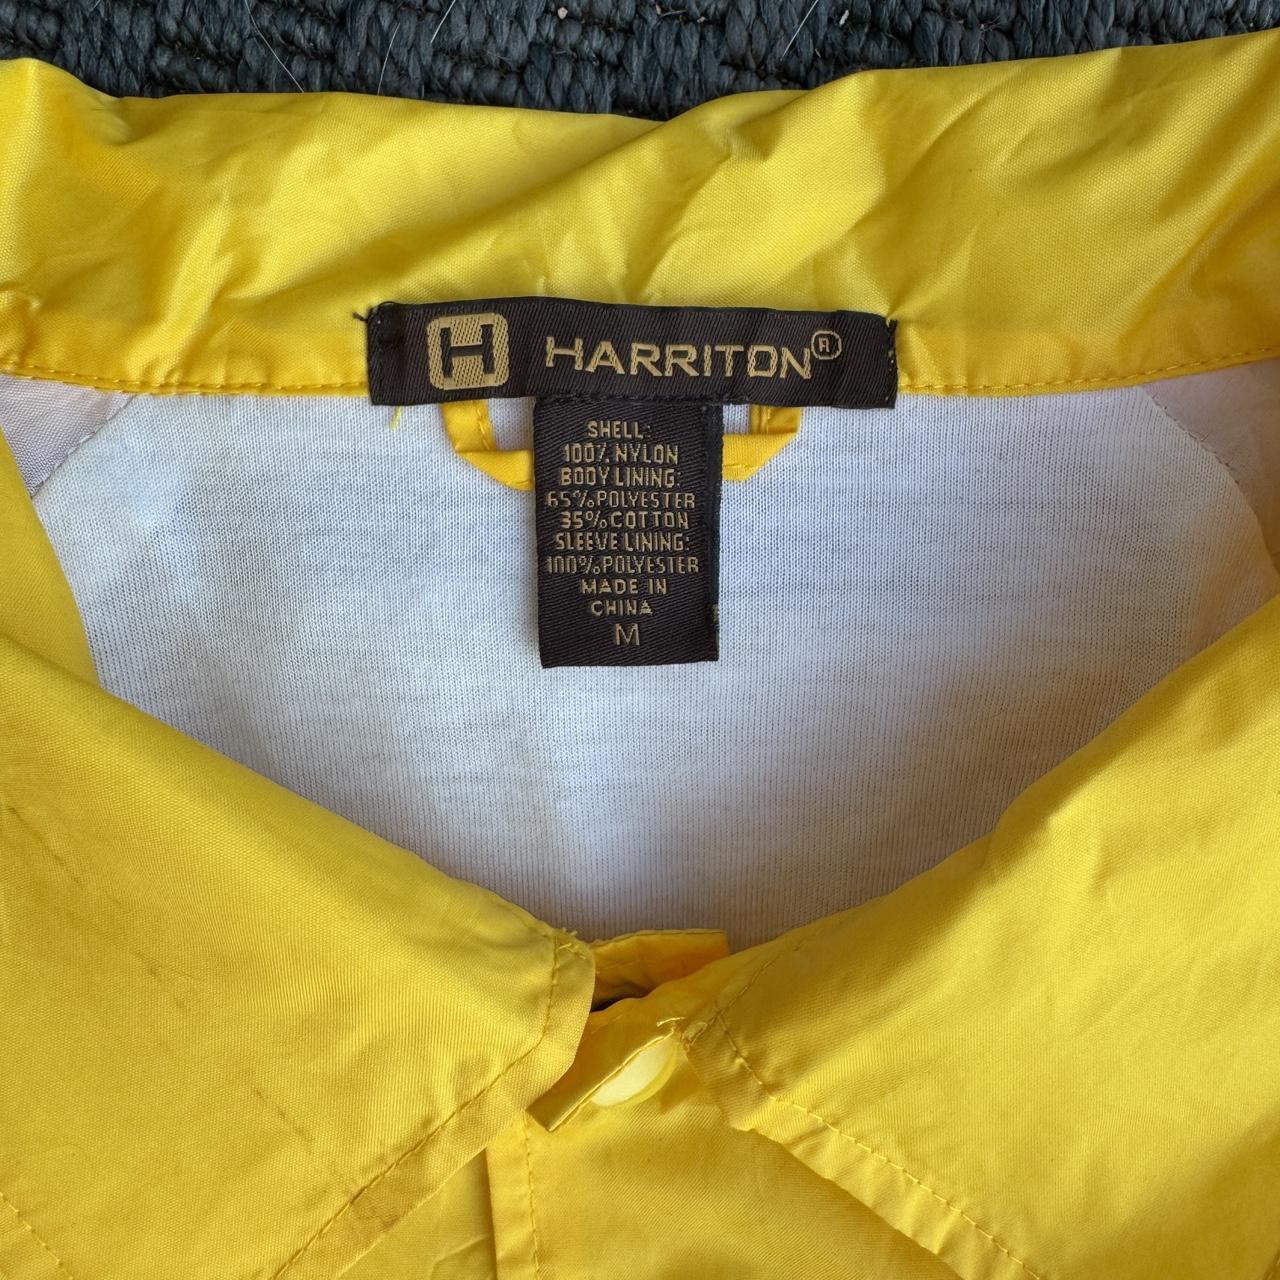 H HARRITON®
SHELL:
100% NYLON
BODY LINING:
65% POLYESTER
35% COTTON
SLEEVE LINING:
100% POLYESTER
MADE IN
CHINA
M